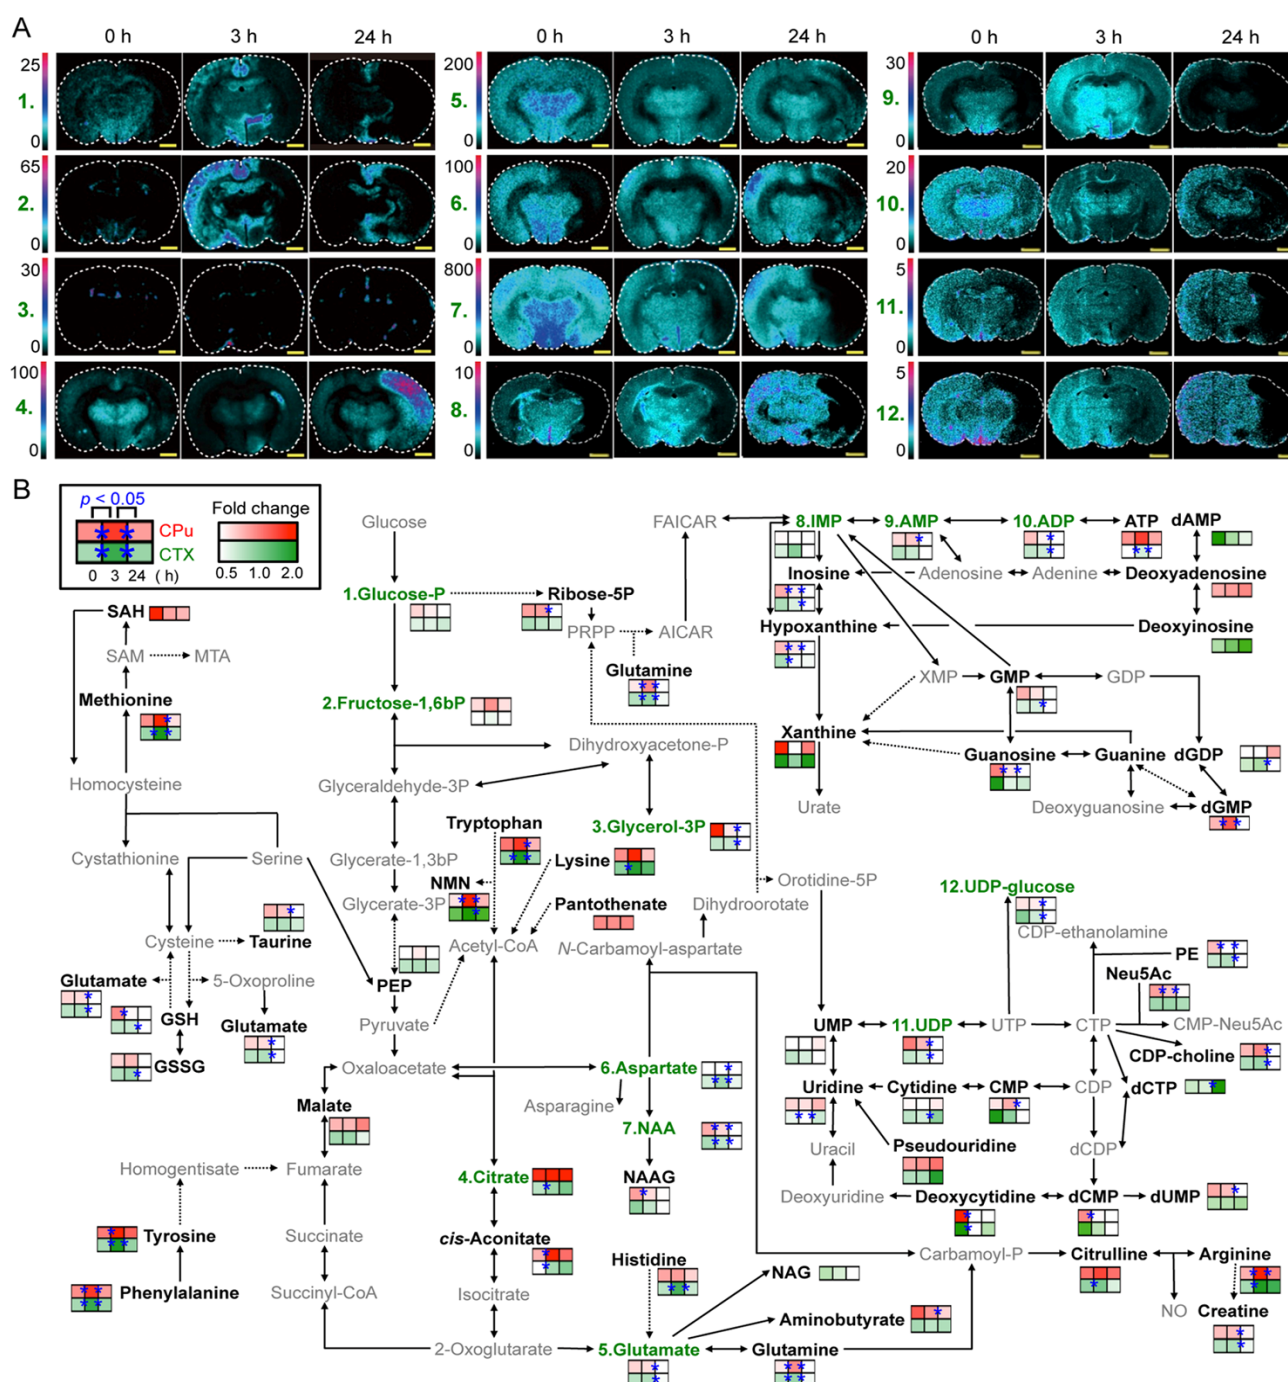 A
0 h 3 h 24 h 0 h 3 h 24 h 0 h 3 h 24 h
25 200 30
1. 5. 9.
0 0 0
65 100 20
2. 6. 10.
0 0 0
30 800 5
3. 7. 11.
0 0 0
100 10 5
4. 8. 12.
0 0 0
B
p < 0.05 Fold change
CPu
CTX
0 3 24 (h) 0.5 1.0 2.0
Glucose
FAICAR
8.IMP 9.AMP 10.ADP ATP dAMP
Inosine Adenosine Adenine Deoxyadenosine
1.Glucose-P Ribose-5P
SAH
PRPP AICAR
Hypoxanthine Deoxyinosine
SAM MTA
Glutamine
Methionine
XMP GMP GDP
2.Fructose-1,6bP
Dihydroxyacetone-P
Xanthine
Guanosine Guanine dGDP
Homocysteine
Glyceraldehyde-3P
Urate
Deoxyguanosine dGMP
Tryptophan
3.Glycerol-3P
Cystathionine Serine
Glycerate-1,3bP
Lysine
NMN
Orotidine-5P
12.UDP-glucose
Glycerate-3P
Pantothenate
Dihydroorotate
CDP-ethanolamine
Cysteine Taurine
Acetyl-CoA
N-Carbamoyl-aspartate
PE
Neu5Ac
Glutamate
5-Oxoproline
PEP
GSH
Glutamate
Pyruvate
UMP 11.UDP UTP CTP CMP-Neu5Ac
GSSG
Oxaloacetate
6.Aspartate
CDP-choline
Uridine Cytidine CMP CDP dCTP
Malate
Asparagine
7.NAA
Uracil
Pseudouridine
dCDP
Homogentisate Fumarate
4.Citrate
NAAG
Deoxyuridine Deoxycytidine dCMP dUMP
Tyrosine
Succinate
cis-Aconitate
Histidine
Carbamoyl-P Citrulline Arginine
Phenylalanine
Succinyl-CoA
Isocitrate
NAG
NO Creatine
Aminobutyrate
2-Oxoglutarate 5.Glutamate Glutamine